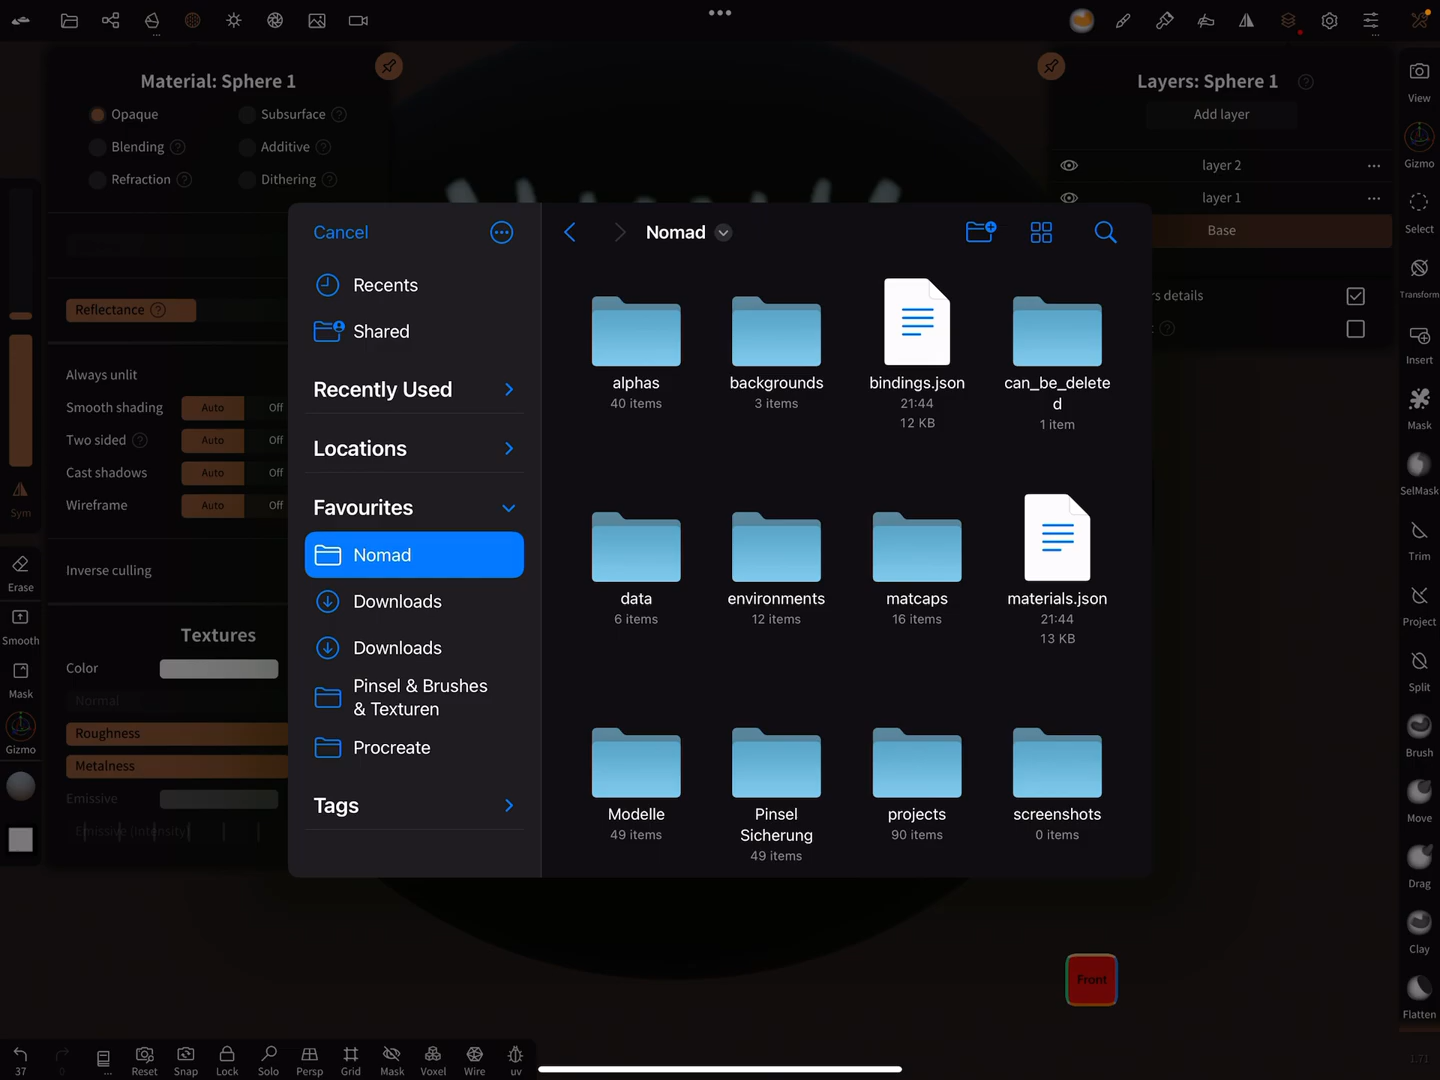 Material: Sphere 1
Opaque
Subsurface
Blending
Additive
Refraction
Dithering
Reflectance
Always unlit
Smooth shading
Auto
Off
Two sided
Auto
Off
Cast shadows
Auto
Off
Wireframe
Auto
Off
Inverse culling
Textures
Color
Normal
Roughness
Metalness
Emissive
Emissive (intensity)
Sym
Erase
Smooth
Mask
Gizmo
Cancel
Recents
Shared
Recently Used
Locations
Favourites
Nomad
Downloads
Downloads
Pinsel & Brushes
& Texturen
Procreate
Tags
Nomad
alphas
40 items
backgrounds
3 items
bindings.json
21:44
12 KB
can_be_delete
d
1 item
data
6 items
environments
12 items
matcaps
16 items
materials.json
21:44
13 KB
Modelle
49 items
Pinsel
Sicherung
49 items
projects
90 items
screenshots
0 items
Layers: Sphere 1
Add layer
layer 2
layer 1
Base
rs details
View
Gizmo
Select
Transform
Insert
Mask
SelMask
Trim
Project
Split
Brush
Move
Drag
Clay
Flatten
1.71
Front
37
0
Reset
Snap
Lock
Solo
Persp
Grid
Mask
Voxel
Wire
uv